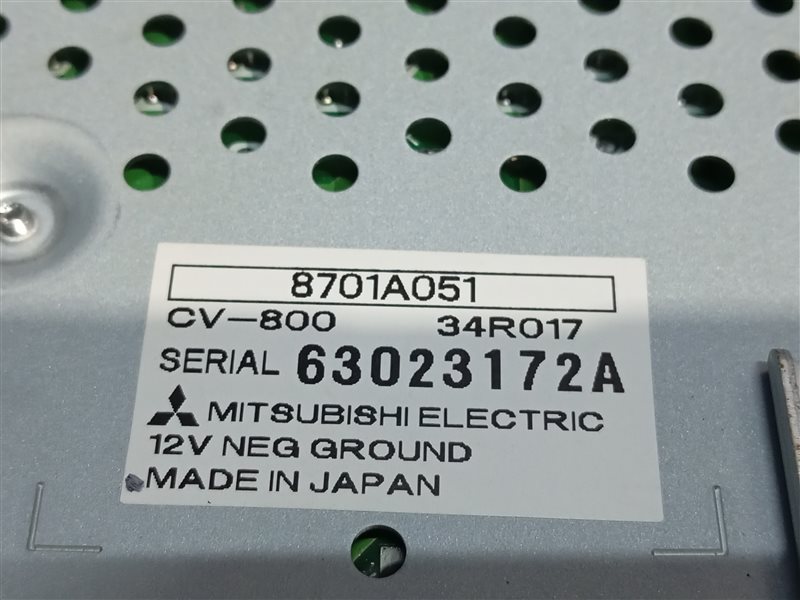 8701A051
CV-800 34R017
SERIAL 63023172A
MITSUBISHI ELECTRIC
12V NEG GROUND
MADE IN JAPAN